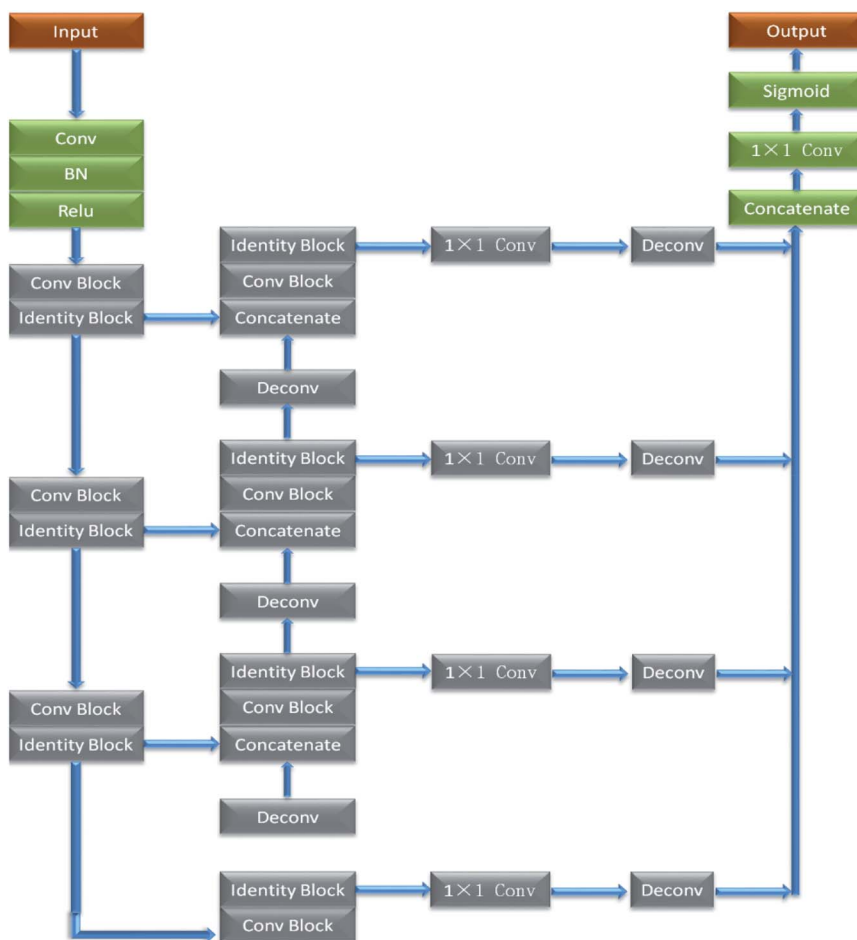 Input
Output
Sigmoid
Conv
1×1 Conv
BN
Relu
Concatenate
Identity Block
1×1 Conv
Deconv
Conv Block
Conv Block
Identity Block
Concatenate
Deconv
Identity Block
1×1 Conv
Deconv
Conv Block
Conv Block
Identity Block
Concatenate
Deconv
Identity Block
1×1 Conv
Deconv
Conv Block
Conv Block
Identity Block
Concatenate
Deconv
Identity Block
1×1 Conv
Deconv
Conv Block